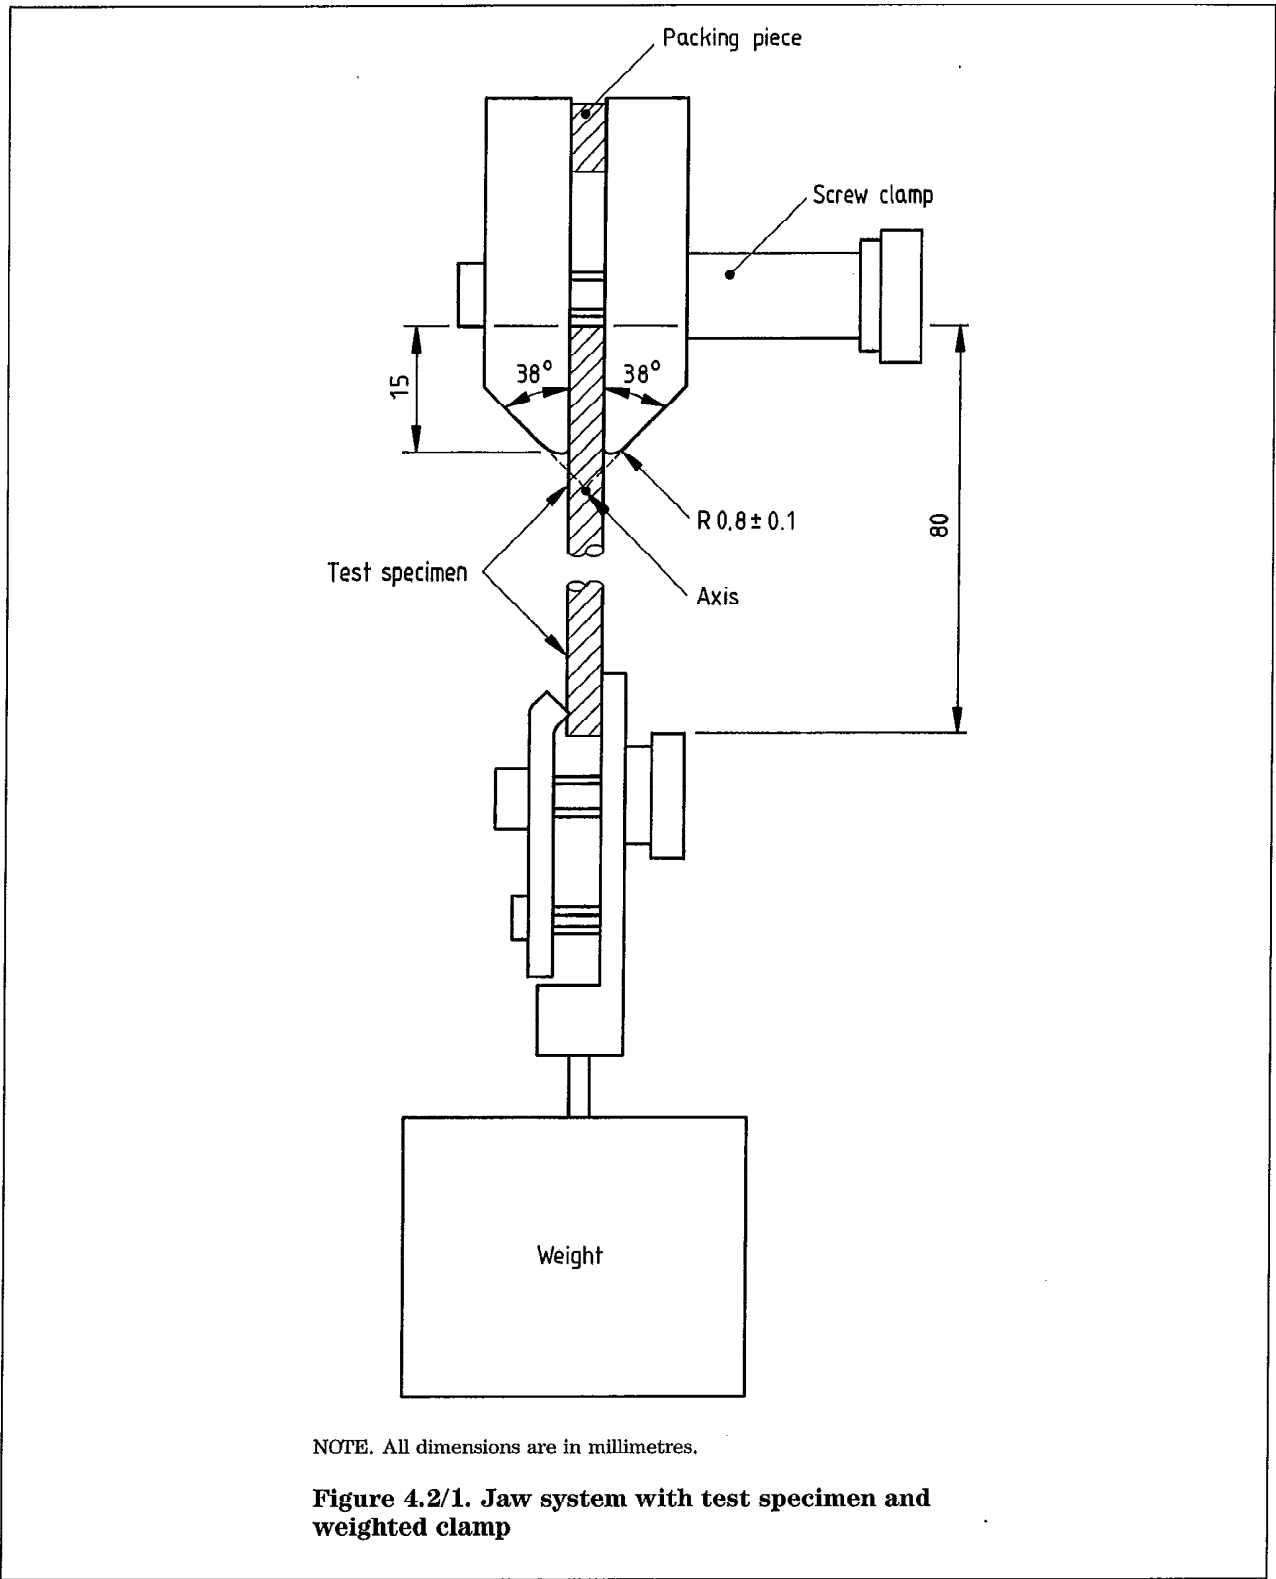 Packing piece
Screw clamp
38° 38°
15
R 0.8 ± 0.1
80
Test specimen
Axis
Weight
NOTE. All dimensions are in millimetres.
Figure 4.2/1. Jaw system with test specimen and
weighted clamp